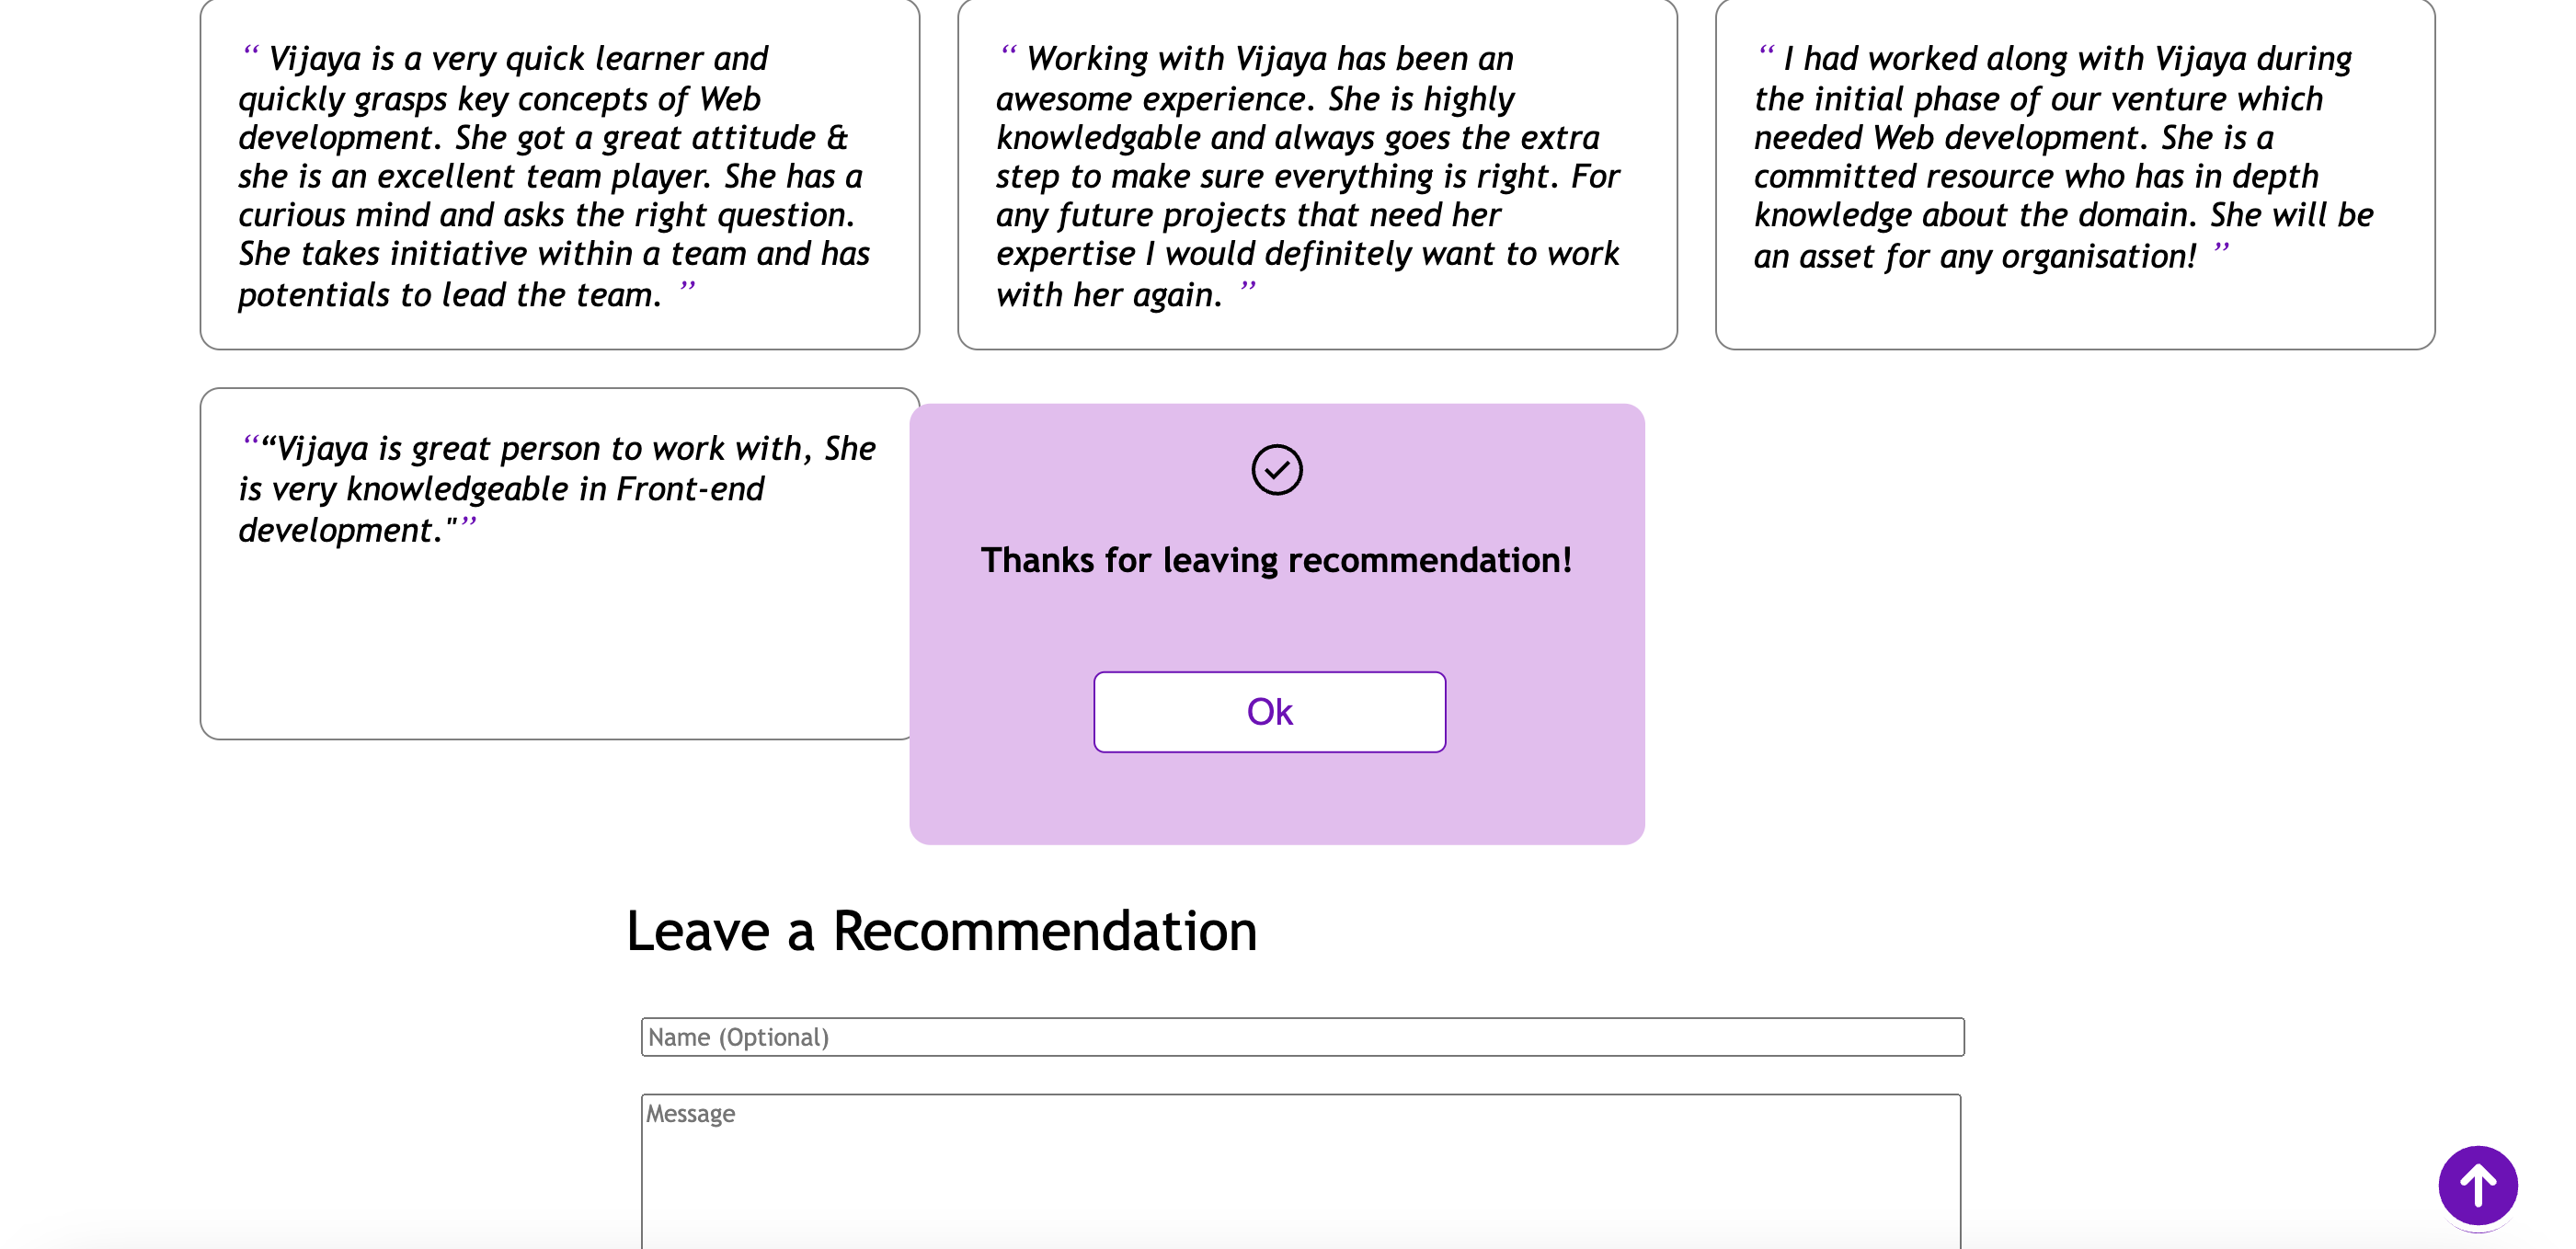 “ Vijaya is a very quick learner and
quickly grasps key concepts of Web
development. She got a great attitude &
she is an excellent team player. She has a
curious mind and asks the right question.
She takes initiative within a team and has
potentials to lead the team. ”
“ Working with Vijaya has been an
awesome experience. She is highly
knowledgable and always goes the extra
step to make sure everything is right. For
any future projects that need her
expertise I would definitely want to work
with her again. ”
“ I had worked along with Vijaya during
the initial phase of our venture which
needed Web development. She is a
committed resource who has in depth
knowledge about the domain. She will be
an asset for any organisation! ”
““Vijaya is great person to work with, She
is very knowledgeable in Front-end
development."”
Thanks for leaving recommendation!
Ok
Leave a Recommendation
Name (Optional)
Message